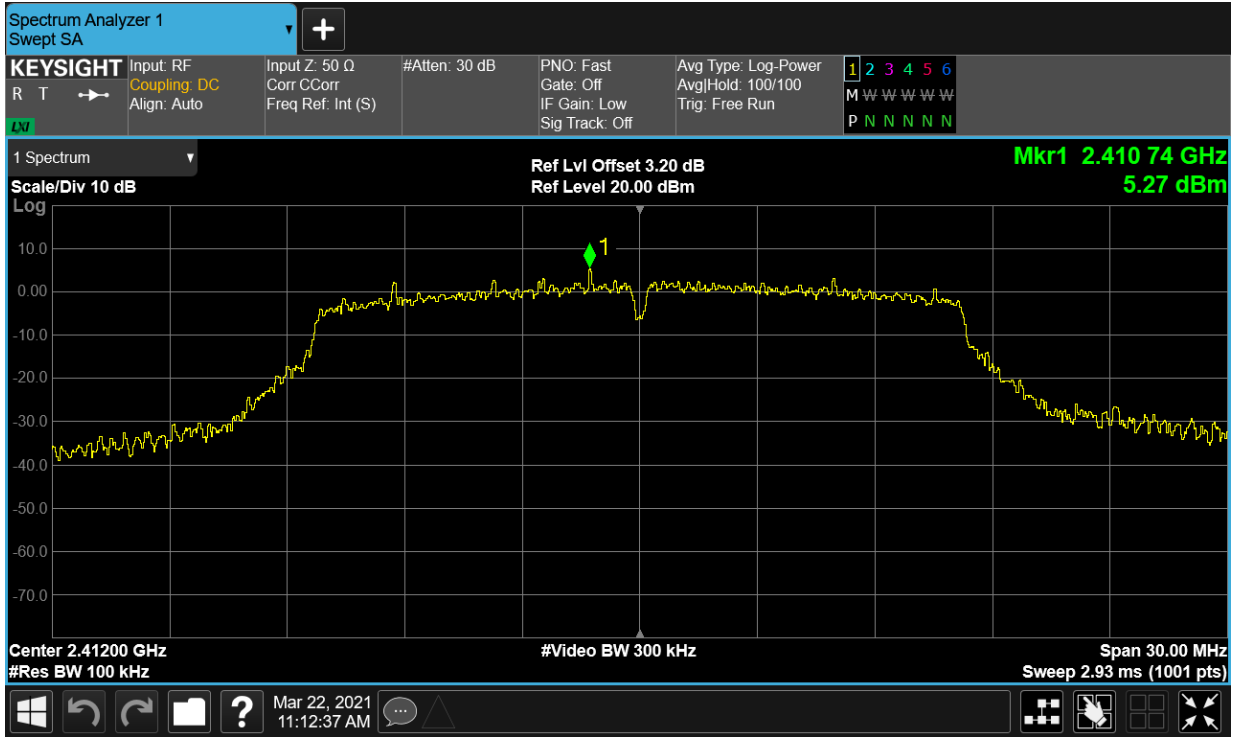 Spectrum Analyzer 1
Swept SA
+
KEYSIGHT
R T
LXI
Input: RF
Coupling: DC
Align: Auto
Input Z: 50 Ω
Corr CCorr
Freq Ref: Int (S)
#Atten: 30 dB
PNO: Fast
Gate: Off
IF Gain: Low
Sig Track: Off
Avg Type: Log-Power
Avg|Hold: 100/100
Trig: Free Run
1 2 3 4 5 6
M W W W W W
P N N N N N
1 Spectrum
Scale/Div 10 dB
Log
Ref Lvl Offset 3.20 dB
Ref Level 20.00 dBm
Mkr1 2.410 74 GHz
5.27 dBm
1
10.0
0.00
-10.0
-20.0
-30.0
-40.0
-50.0
-60.0
-70.0
Center 2.41200 GHz
#Video BW 300 kHz
Span 30.00 MHz
#Res BW 100 kHz
Sweep 2.93 ms (1001 pts)
?
Mar 22, 2021
11:12:37 AM